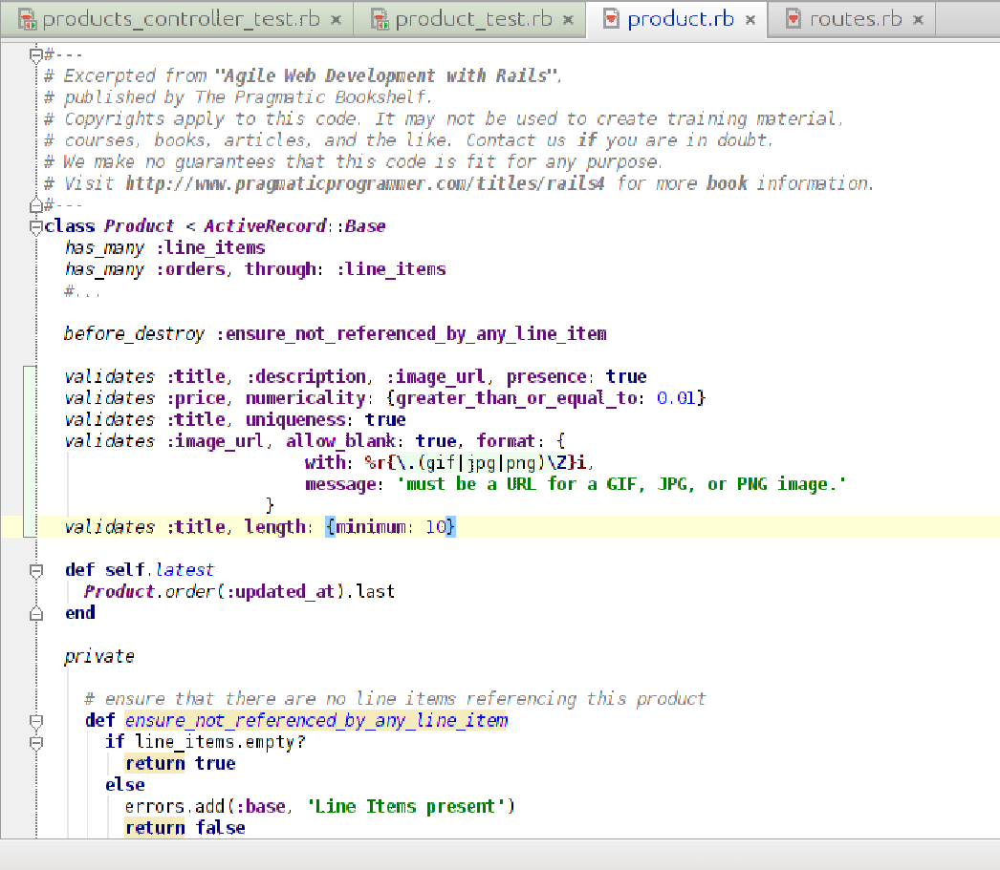 products_controller_test.rb × product_test.rb × product.rb × routes.rb ×
#---
# Excerpted from "Agile Web Development with Rails",
# published by The Pragmatic Bookshelf.
# Copyrights apply to this code. It may not be used to create training material,
# courses, books, articles, and the like. Contact us if you are in doubt.
# We make no guarantees that this code is fit for any purpose.
# Visit http://www.pragmaticprogrammer.com/titles/rails4 for more book information.
#---
class Product < ActiveRecord::Base
  has_many :line_items
  has_many :orders, through: :line_items
  #...
  before_destroy :ensure_not_referenced_by_any_line_item
  validates :title, :description, :image_url, presence: true
  validates :price, numericality: {greater_than_or_equal_to: 0.01}
  validates :title, uniqueness: true
  validates :image_url, allow_blank: true, format: {
                          with: %r{\.(gif|jpg|png)\Z}i,
                          message: 'must be a URL for a GIF, JPG, or PNG image.'
                      }
  validates :title, length: {minimum: 10}
  def self.latest
    Product.order(:updated_at).last
  end
  private
    # ensure that there are no line items referencing this product
    def ensure_not_referenced_by_any_line_item
      if line_items.empty?
        return true
      else
        errors.add(:base, 'Line Items present')
        return false